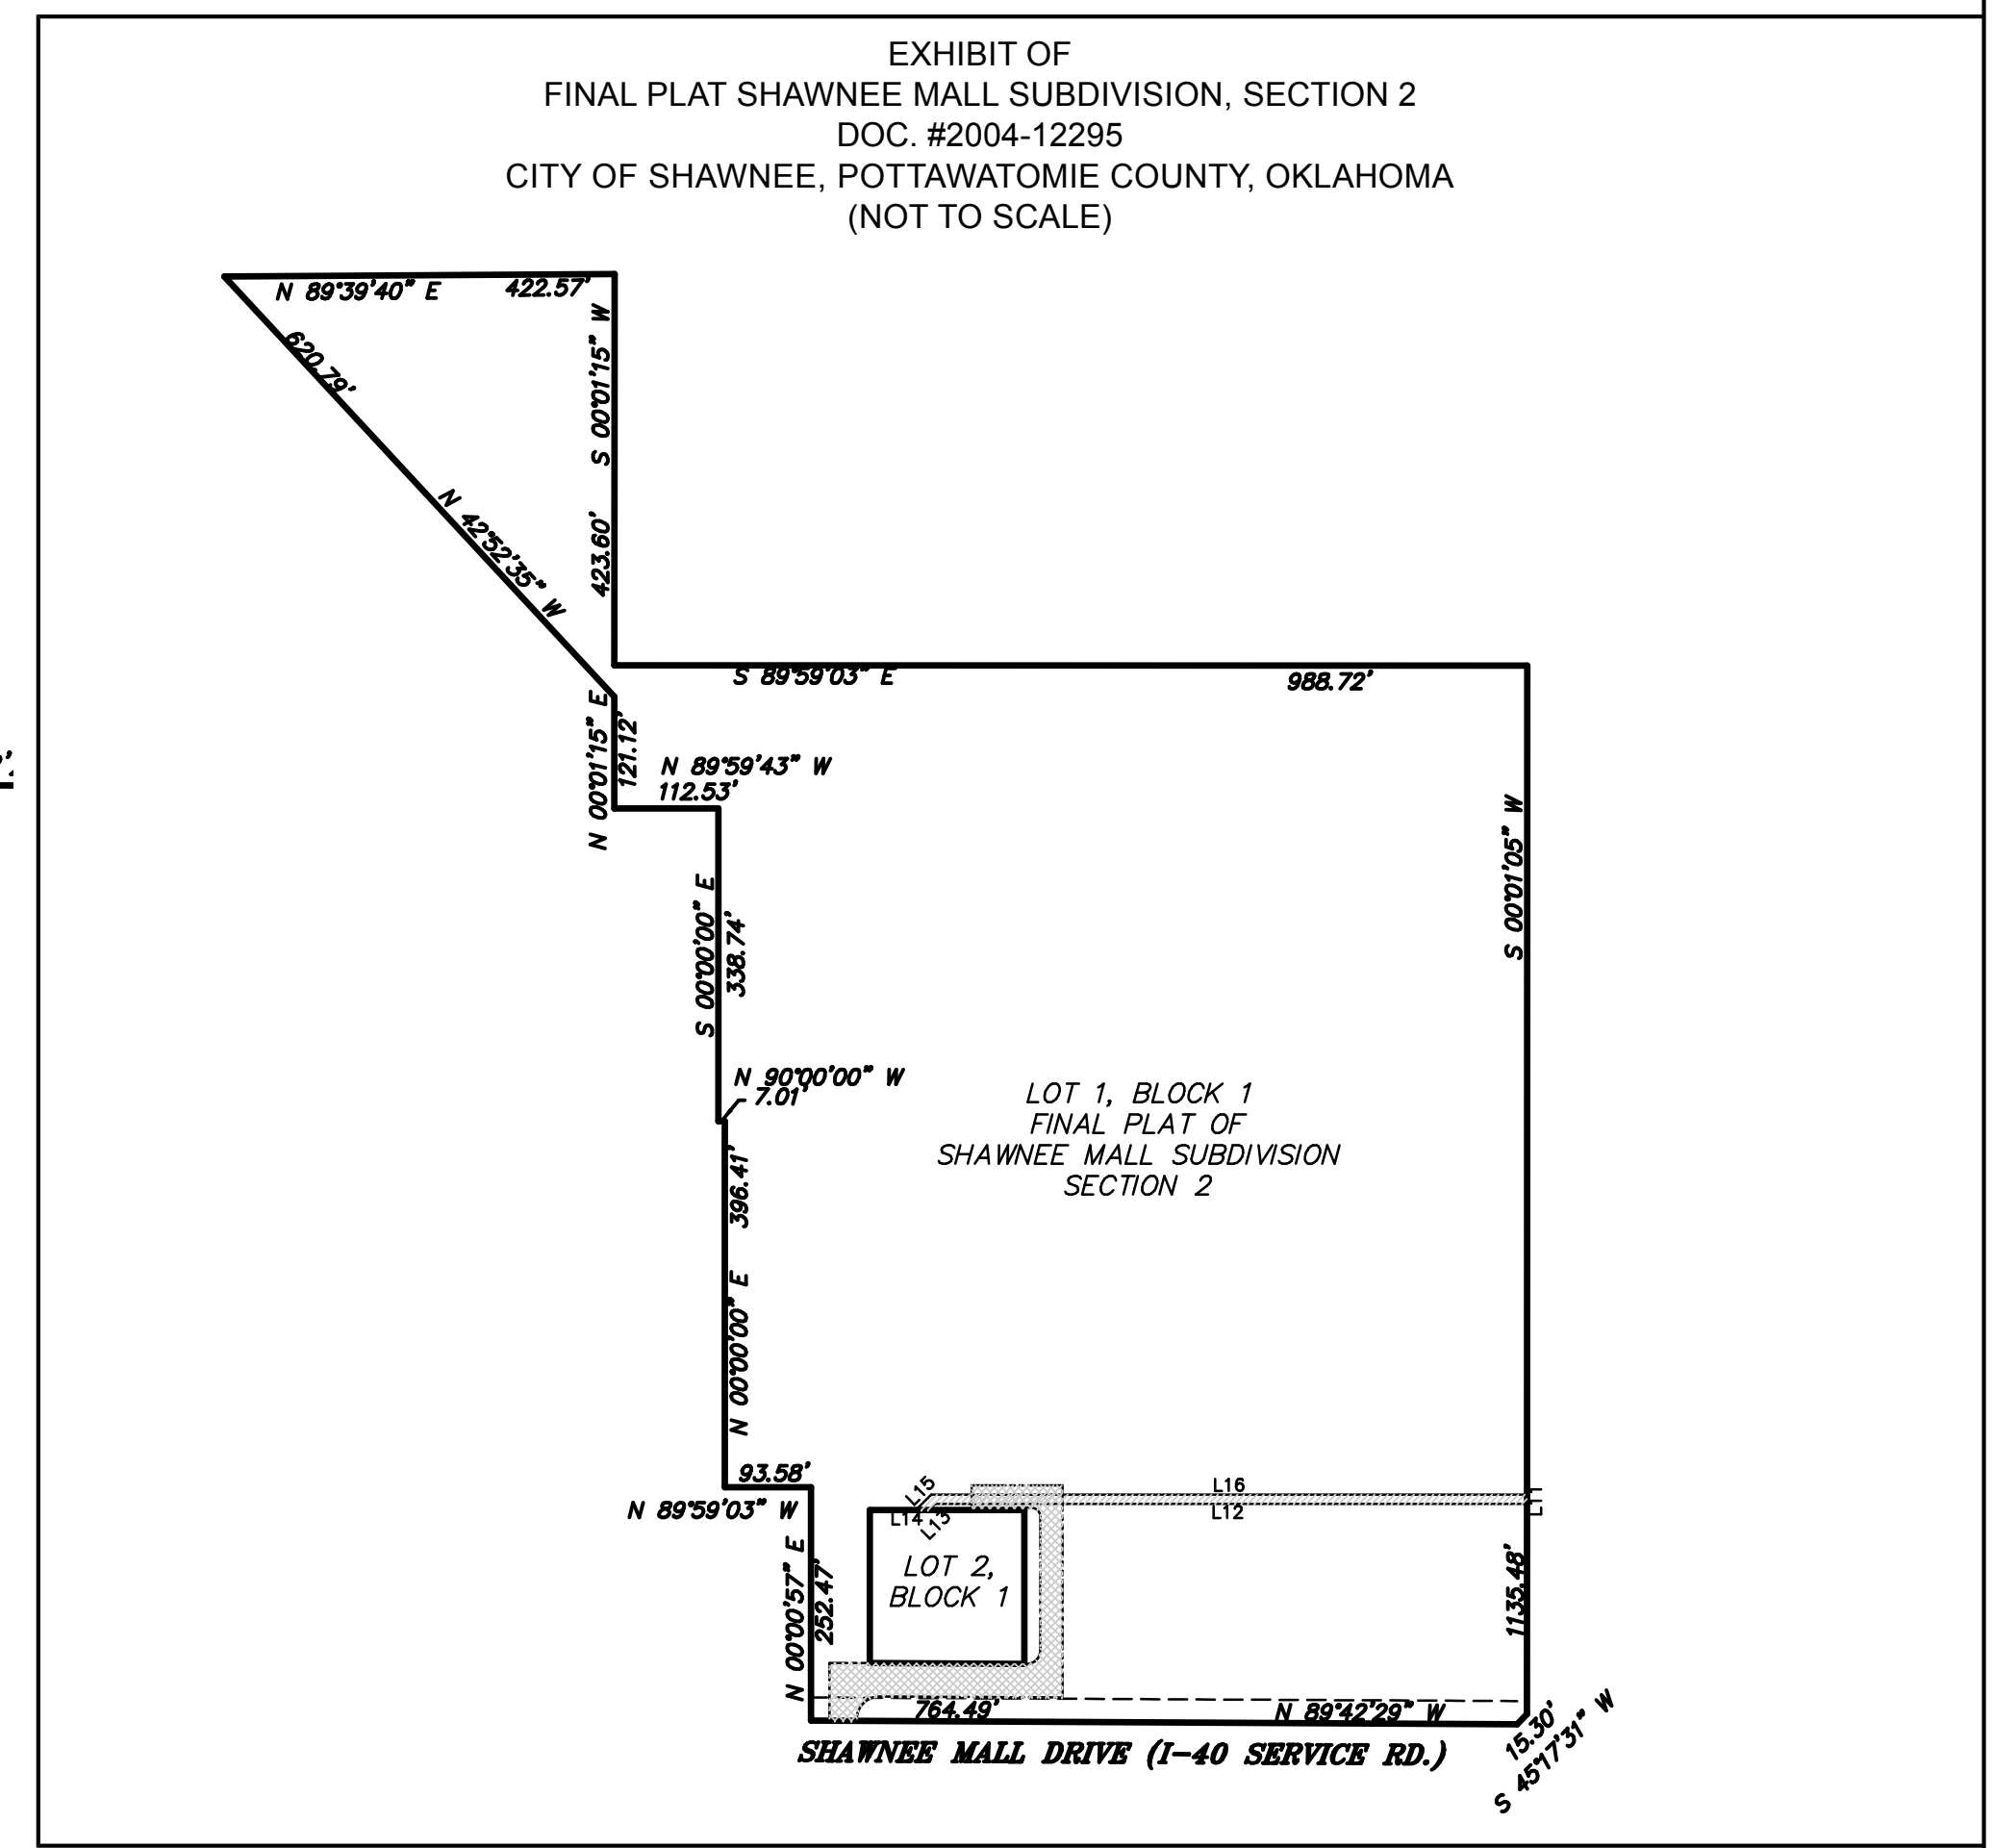 EXHIBIT OF
FINAL PLAT SHAWNEE MALL SUBDIVISION, SECTION 2
DOC. #2004-12295
CITY OF SHAWNEE, POTTAWATOMIE COUNTY, OKLAHOMA
(NOT TO SCALE)
N 89°39'40" E
422.57'
S 00°01'15" W
423.60'
620.79'
N 42°52'35" W
S 89°59'03" E
988.72'
N 00°01'15" E
121.12'
N 89°59'43" W
112.53'
S 00°00'00" E
338.74'
S 00°01'05" W
N 90°00'00" W
7.01'
396.41'
N 00°00'00" E
LOT 1, BLOCK 1
FINAL PLAT OF
SHAWNEE MALL SUBDIVISION
SECTION 2
93.58'
N 89°59'03" W
L15
L16
L11
L14
L13
L12
LOT 2,
BLOCK 1
N 00°00'57" E
252.47'
1135.48'
764.49'
N 89°42'29" W
15.30'
S 45°17'31" W
SHAWNEE MALL DRIVE (I-40 SERVICE RD.)